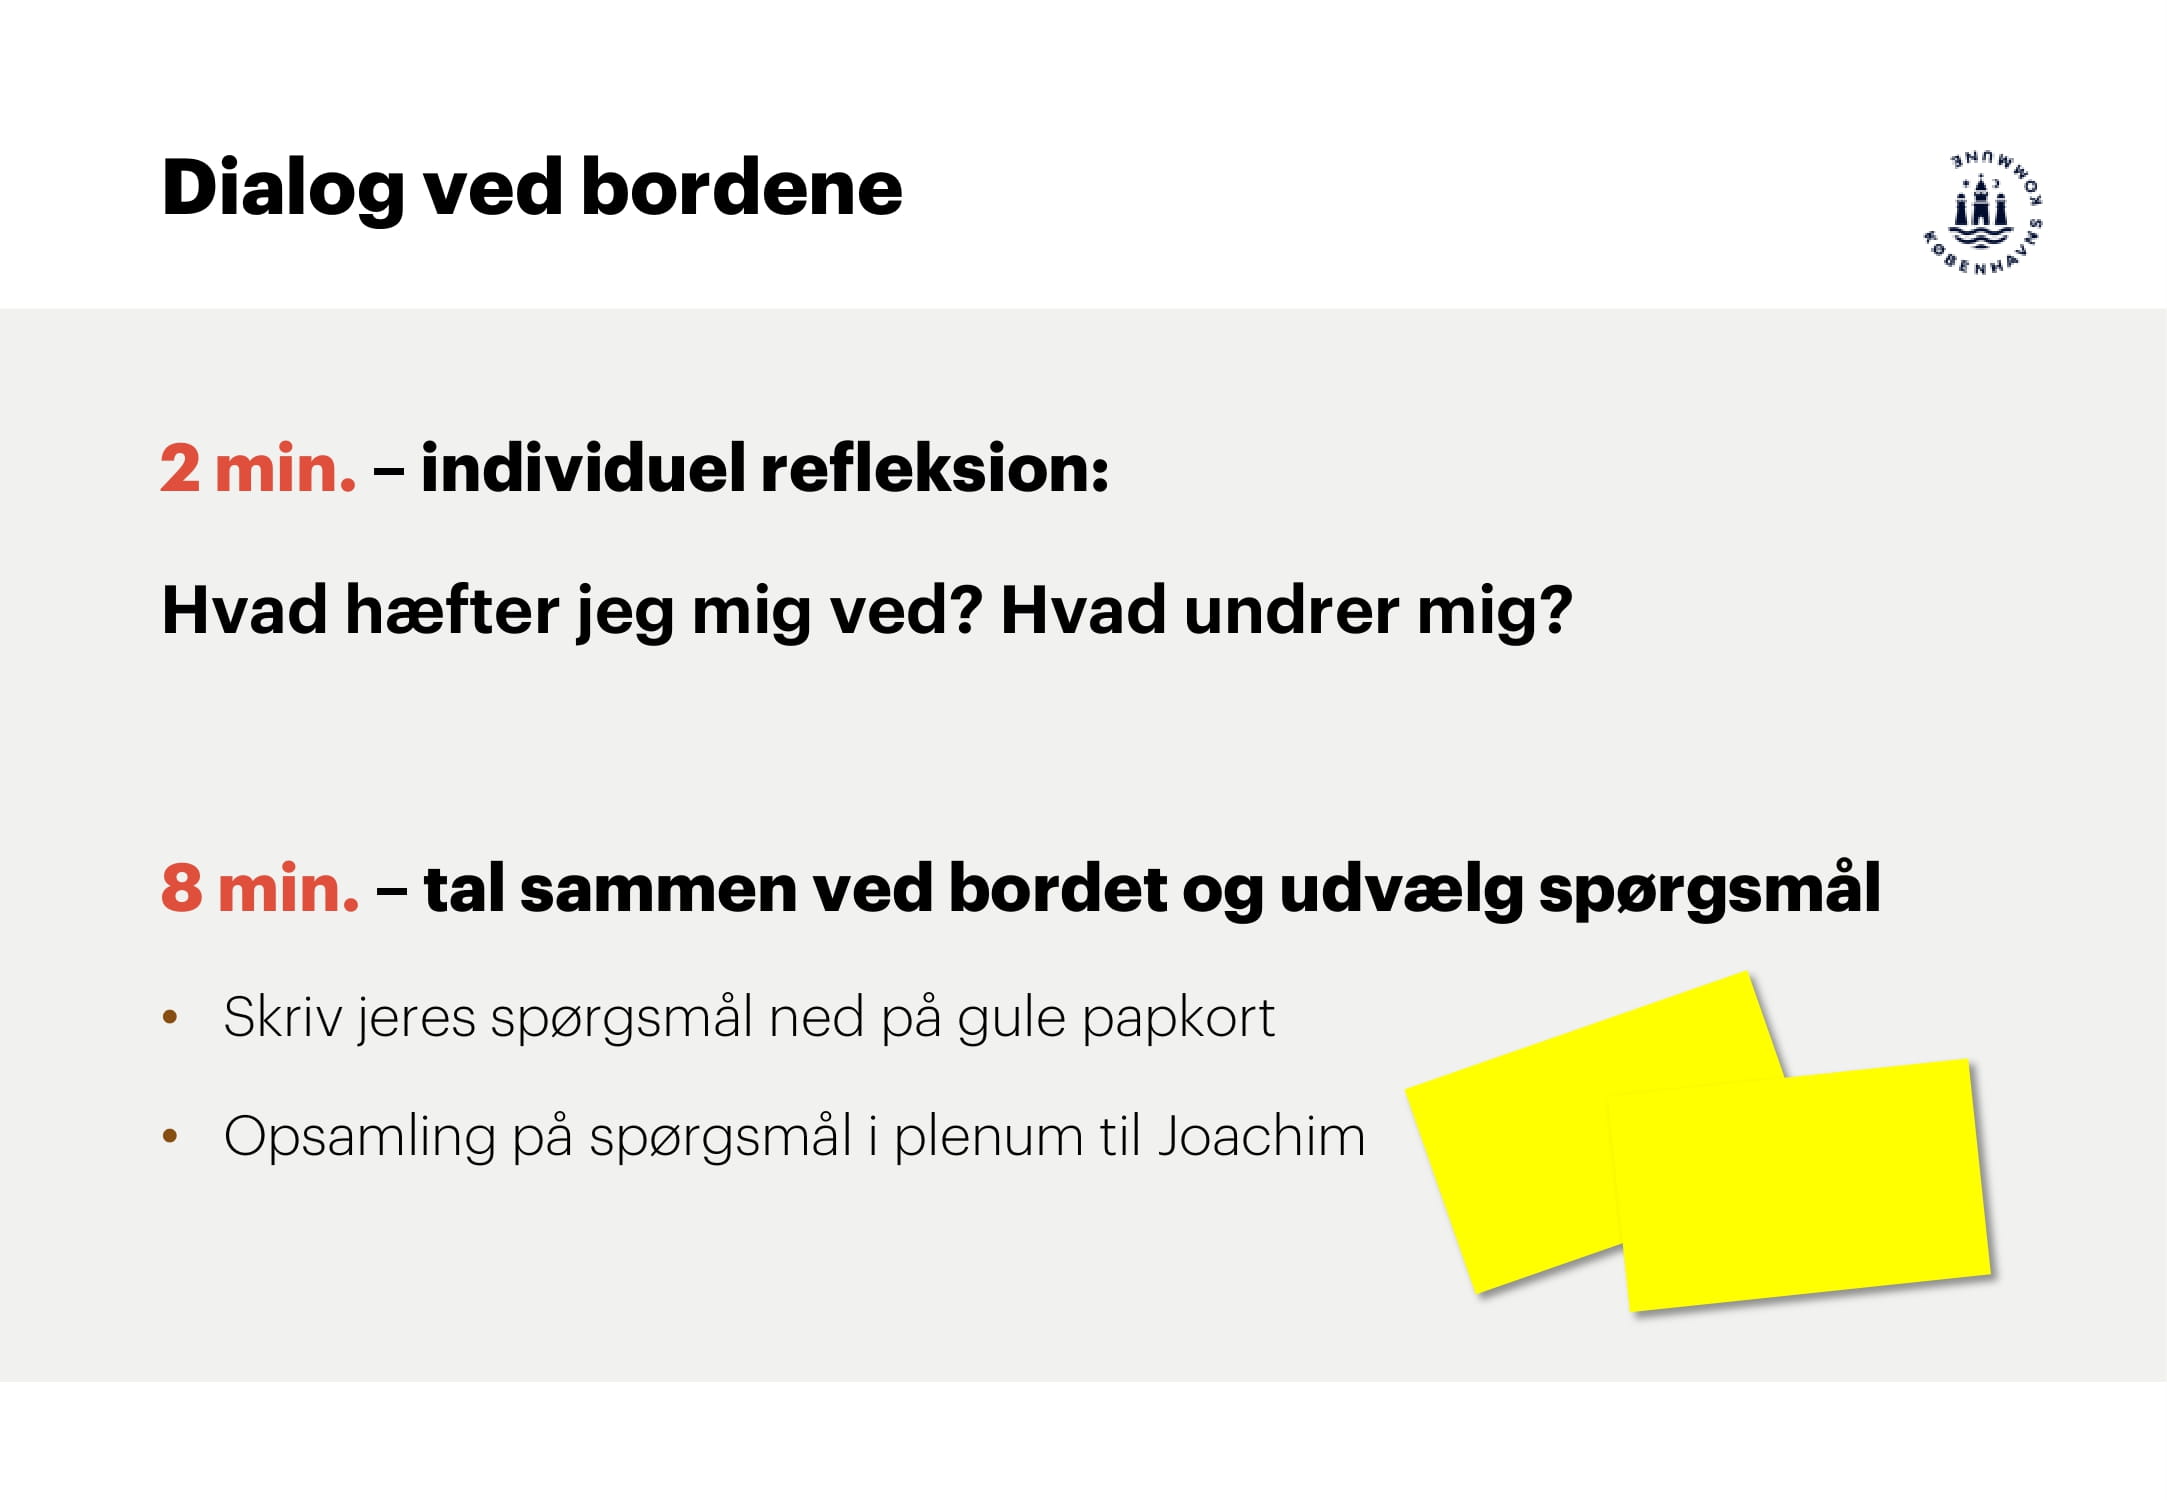 Dialog ved bordene
KØBENHAVNS KOMMUNE
2 min. – individuel refleksion:
Hvad hæfter jeg mig ved? Hvad undrer mig?
8 min. – tal sammen ved bordet og udvælg spørgsmål
• Skriv jeres spørgsmål ned på gule papkort
• Opsamling på spørgsmål i plenum til Joachim